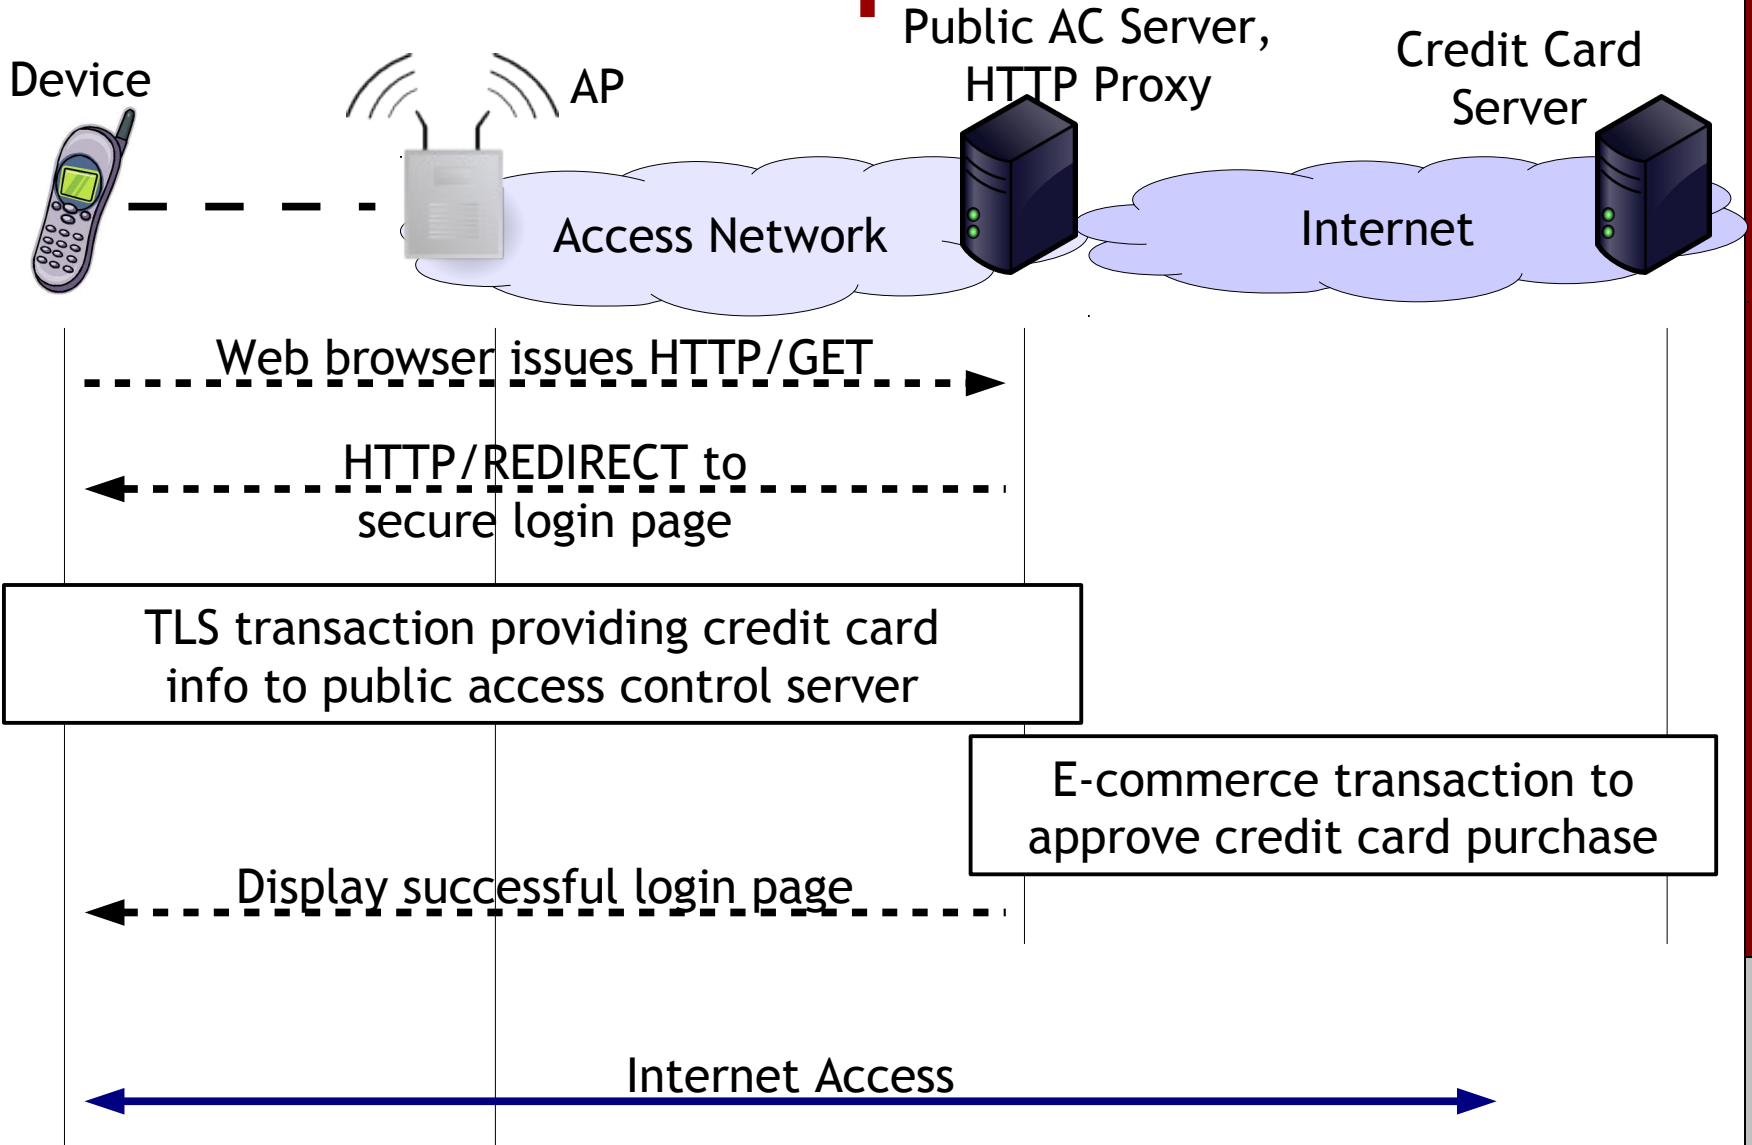 Public AC Server,
HTTP Proxy
Credit Card
Server
Device
AP
Access Network
Internet
Web browser issues HTTP/GET
HTTP/REDIRECT to
secure login page
TLS transaction providing credit card
info to public access control server
E-commerce transaction to
approve credit card purchase
Display successful login page
Internet Access